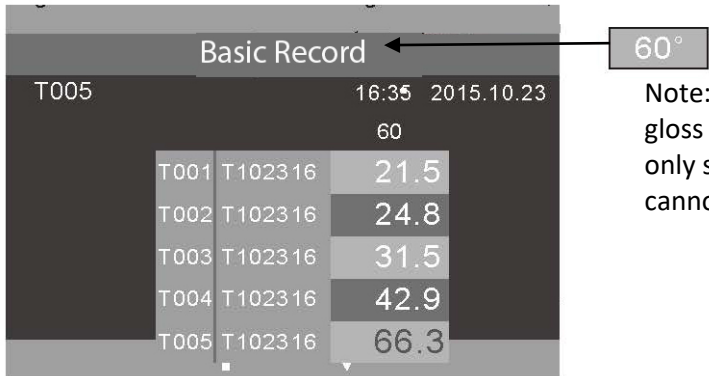 Basic Record
60°
T005 16:35 2015.10.23
60
T001 T102316 21.5
T002 T102316 24.8
T003 T102316 31.5
T004 T102316 42.9
T005 T102316 66.3
Note:
gloss
only